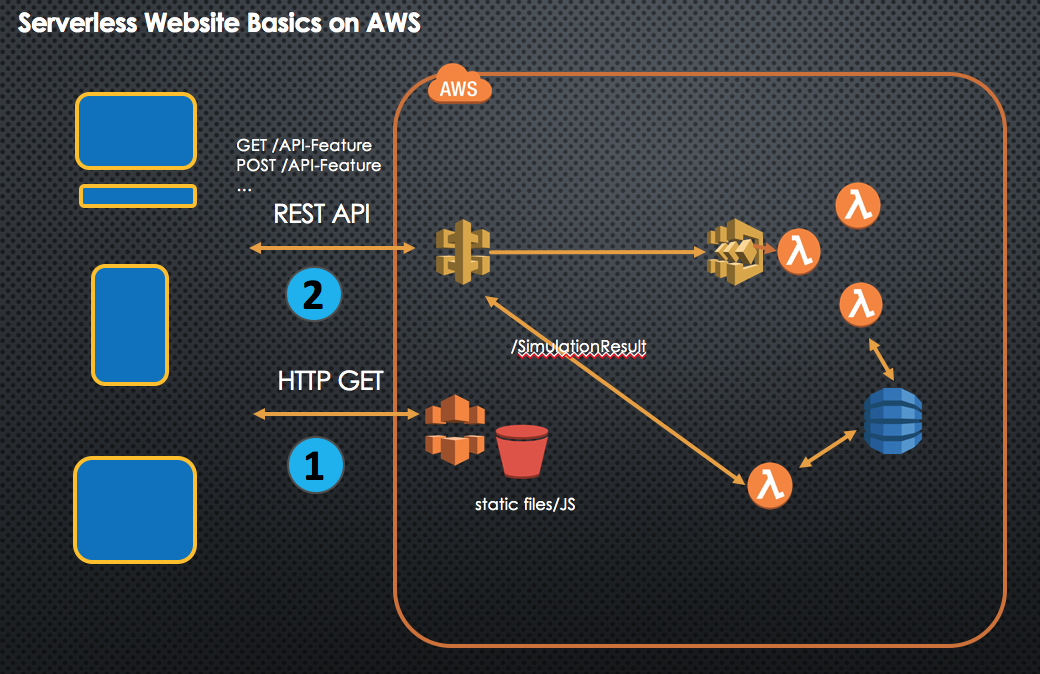 Serverless Website Basics on AWS
AWS
GET /API-Feature
POST /API-Feature
...
REST API
2
/SimulationResult
HTTP GET
1
static files/JS
λ
λ
λ
λ